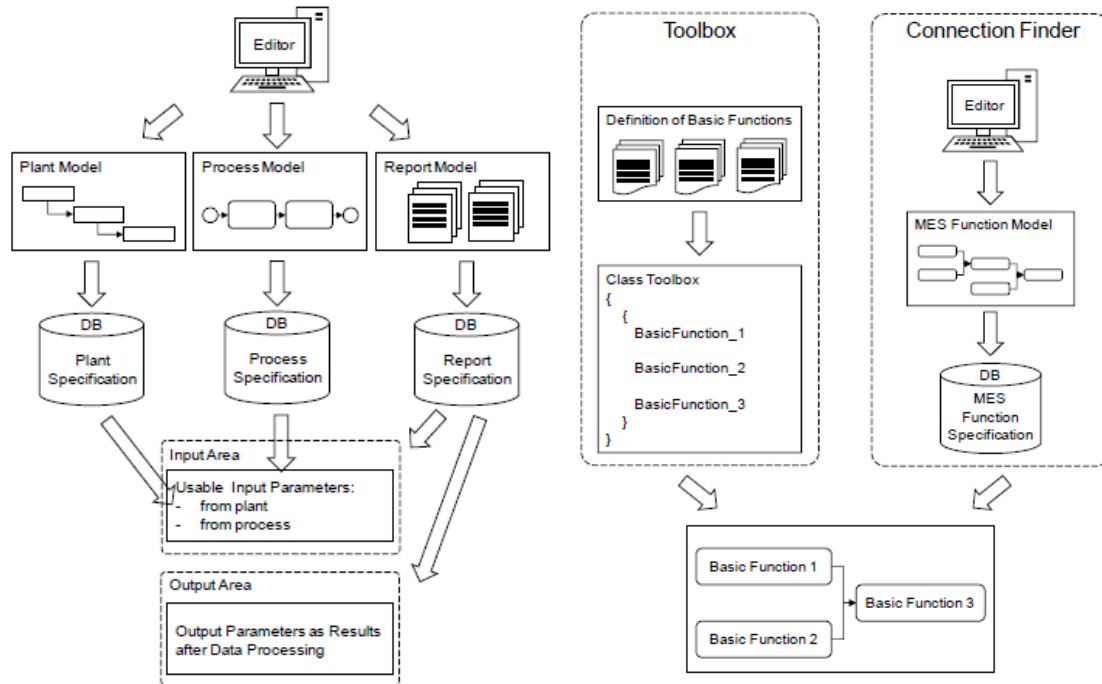 Editor
Plant Model
Process Model
Report Model
DB
Plant
Specification
DB
Process
Specification
DB
Report
Specification
Input Area
Usable Input Parameters:
- from plant
- from process
Output Area
Output Parameters as Results
after Data Processing
Toolbox
Definition of Basic Functions
Class Toolbox
{
{
BasicFunction_1
BasicFunction_2
BasicFunction_3
}
}
Connection Finder
Editor
MES Function Model
DB
MES
Function
Specification
Basic Function 1
Basic Function 2
Basic Function 3